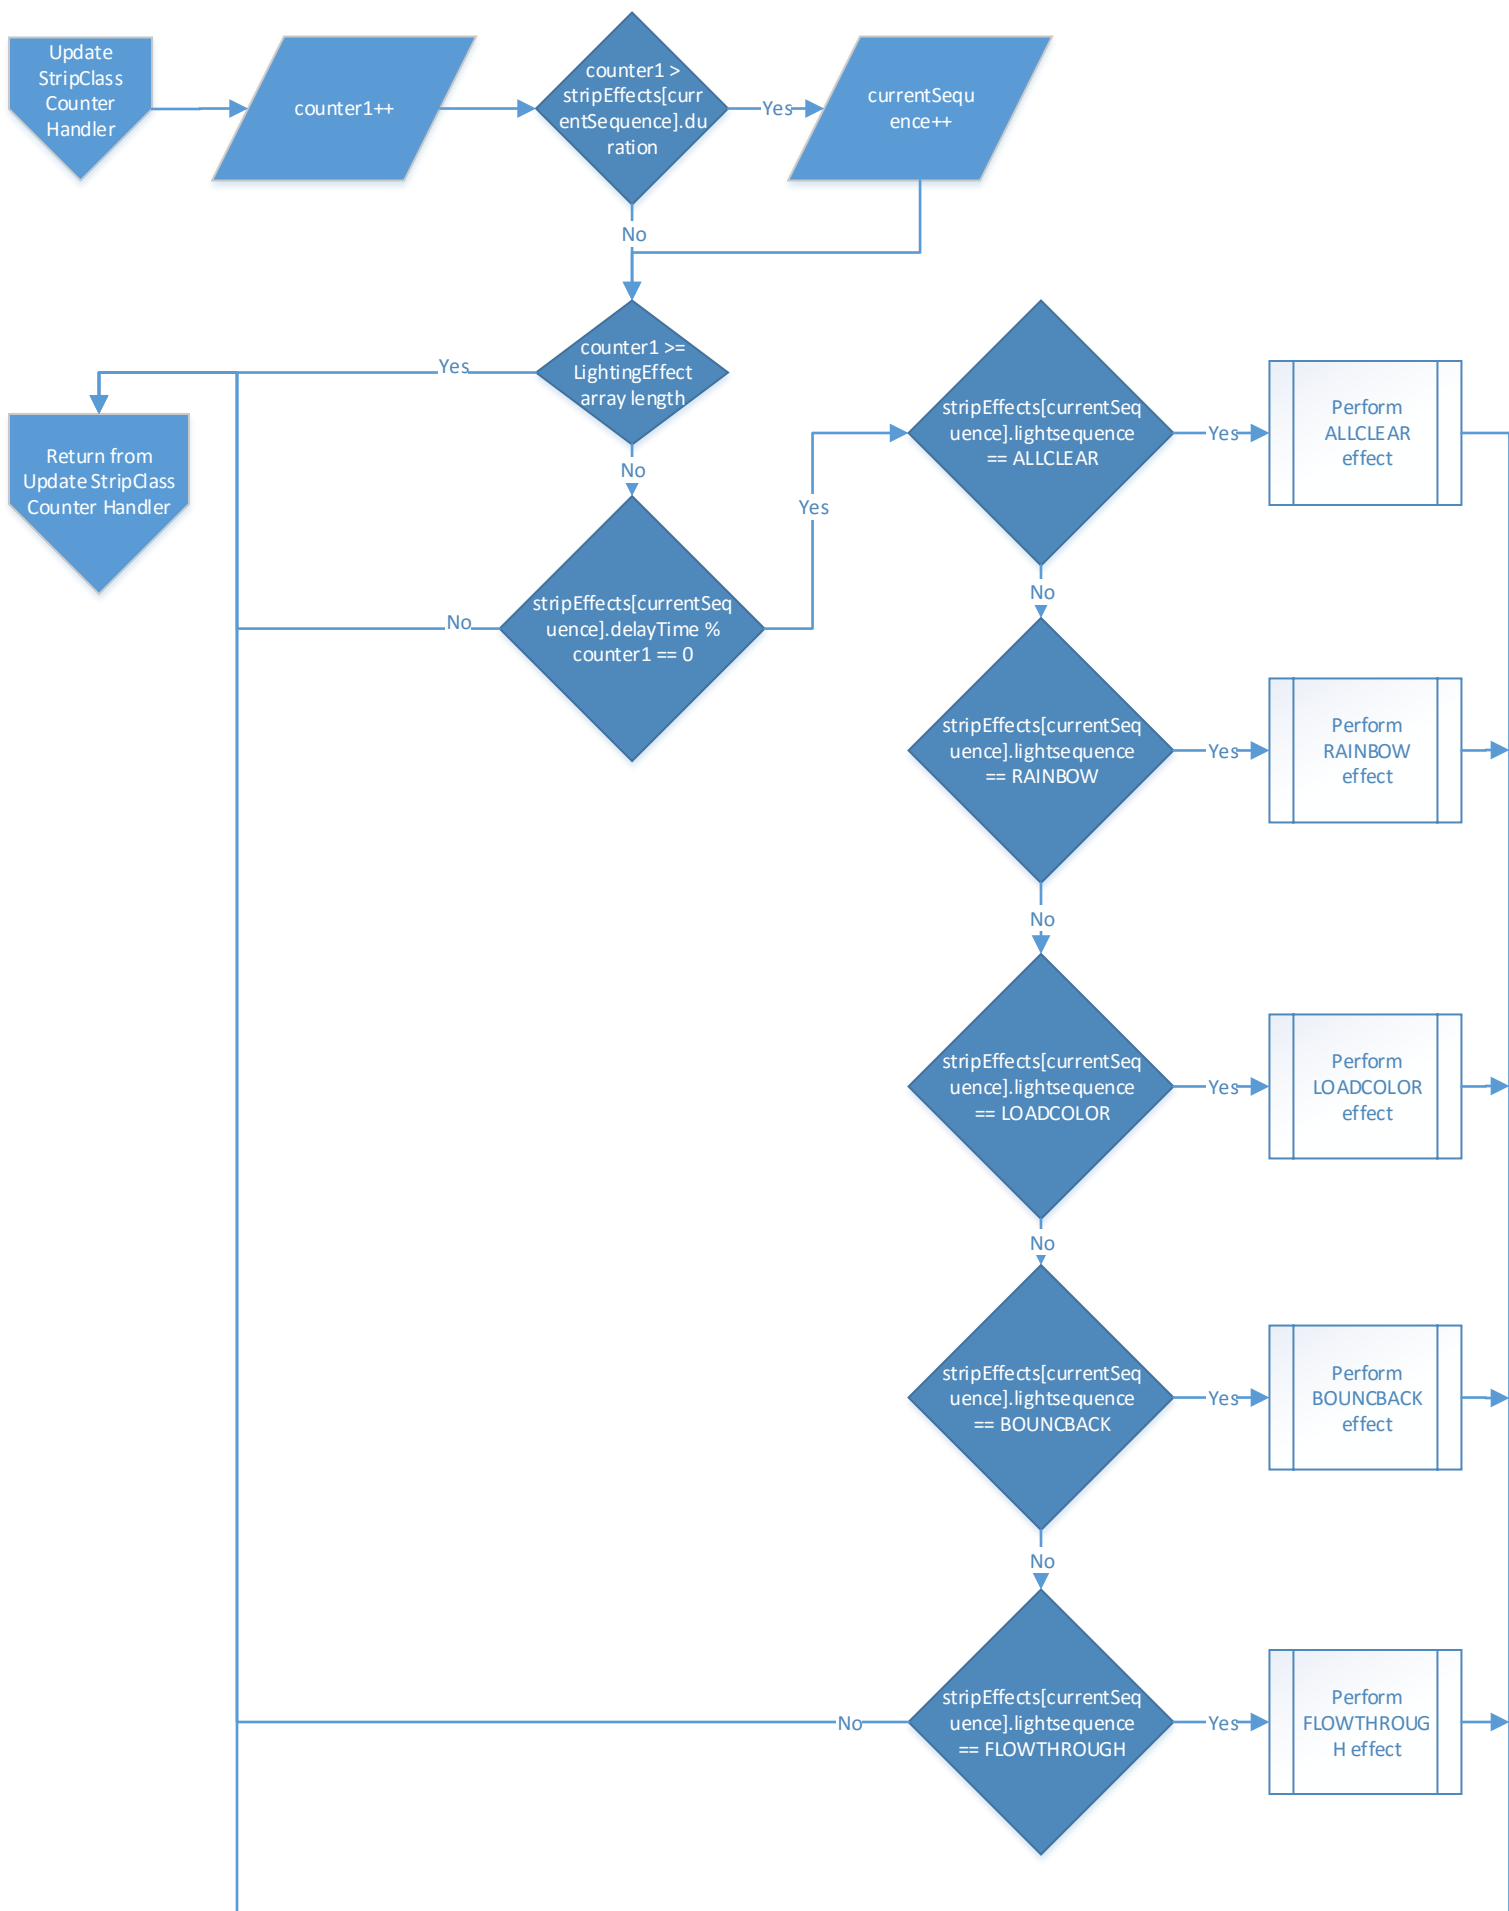 Update
StripClass
Counter
Handler
counter1++
counter1 >
stripEffects[curr
entSequence].du
ration
Yes
currentSequ
ence++
No
counter1 >=
LightingEffect
array length
Yes
Return from
Update StripClass
Counter Handler
No
stripEffects[currentSeq
uence].delayTime %
counter1 == 0
No
Yes
stripEffects[currentSeq
uence].lightsequence
== ALLCLEAR
Yes
Perform
ALLCLEAR
effect
No
stripEffects[currentSeq
uence].lightsequence
== RAINBOW
Yes
Perform
RAINBOW
effect
No
stripEffects[currentSeq
uence].lightsequence
== LOADCOLOR
Yes
Perform
LOADCOLOR
effect
No
stripEffects[currentSeq
uence].lightsequence
== BOUNCBACK
Yes
Perform
BOUNCBACK
effect
No
stripEffects[currentSeq
uence].lightsequence
== FLOWTHROUGH
No
Yes
Perform
FLOWTHROUG
H effect